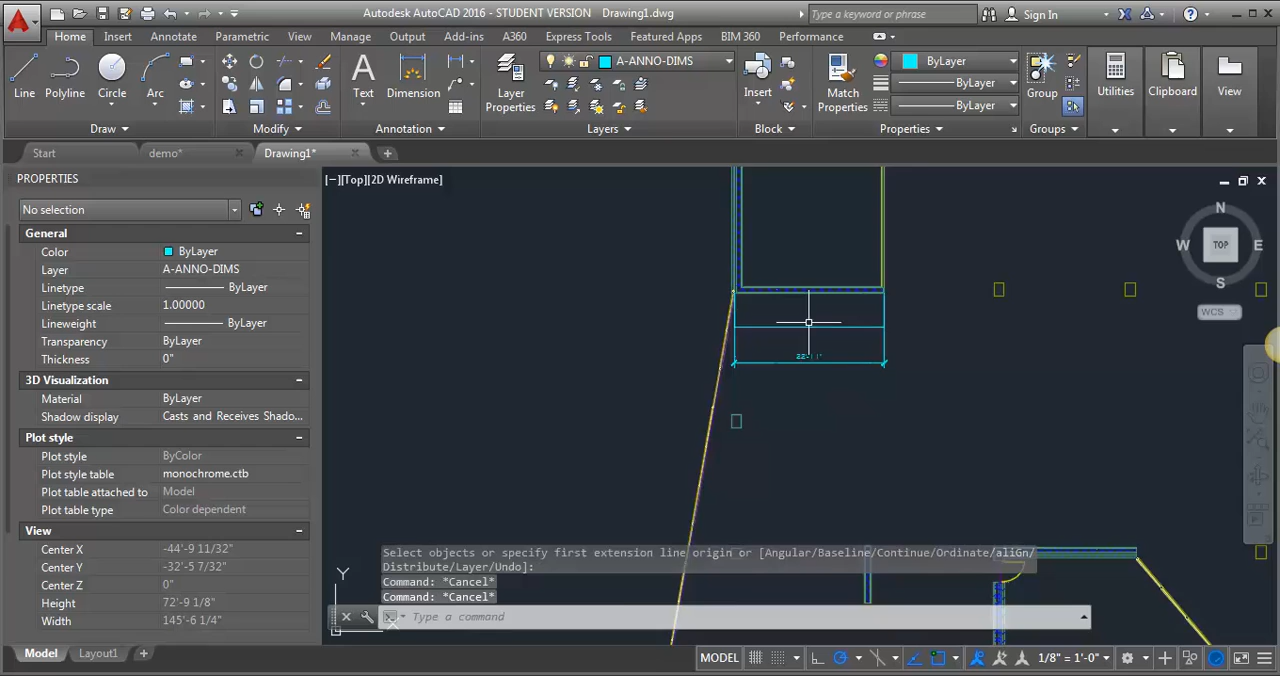 Autodesk AutoCAD 2016 - STUDENT VERSION Drawing1.dwg
Type a keyword or phrase
Sign In
Home Insert Annotate Parametric View Manage Output Add-ins A360 Express Tools Featured Apps BIM 360 Performance
A-ANNO-DIMS
ByLayer
ByLayer
ByLayer
Line Polyline Circle Arc
Text Dimension
Layer Properties
Insert
Match Properties
Group Utilities Clipboard View
Draw Modify Annotation Layers Block Properties Groups
Start demo* Drawing1*
PROPERTIES
No selection
General
Color ByLayer
Layer A-ANNO-DIMS
Linetype ByLayer
Linetype scale 1.00000
Lineweight ByLayer
Transparency ByLayer
Thickness 0"
3D Visualization
Material ByLayer
Shadow display Casts and Receives Shado...
Plot style
Plot style ByColor
Plot style table monochrome.ctb
Plot table attached to Model
Plot table type Color dependent
View
Center X -44'-9 11/32"
Center Y -32'-5 7/32"
Center Z 0"
Height 72'-9 1/8"
Width 145'-6 1/4"
[−][Top][2D Wireframe]
N
W TOP E
S
WCS
Y
Select objects or specify first extension line origin or [Angular/Baseline/Continue/Ordinate/aliGn/
Distribute/Layer/Undo]:
Command: *Cancel*
Command: *Cancel*
Type a command
Model Layout1
MODEL 1/8" = 1'-0"